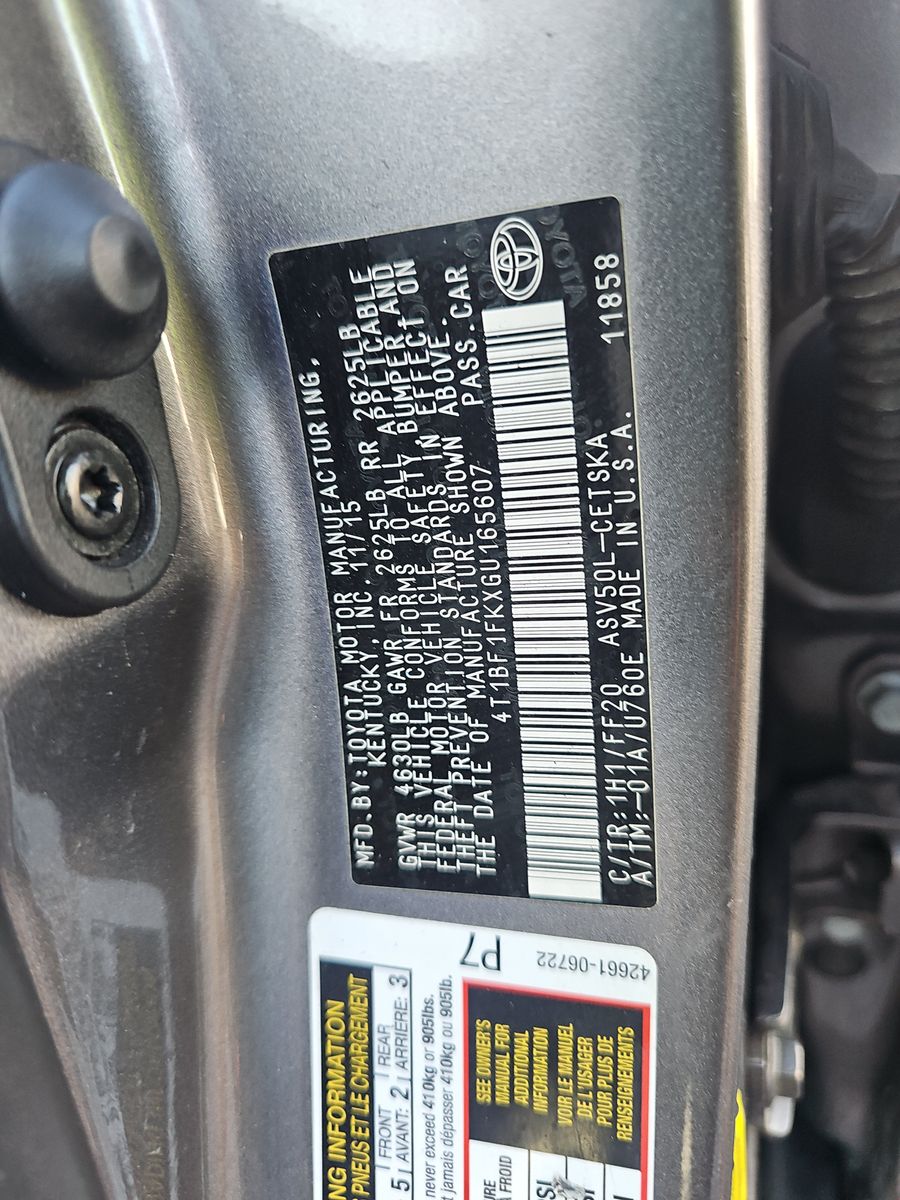 MFD.BY:TOYOTA MOTOR MANUFACTURING,
KENTUCKY, INC. 11/15
GVWR 4630LB GAWR FR 2625LB RR 2625LB
THIS VEHICLE CONFORMS TO ALL APPLICABLE
FEDERAL MOTOR VEHICLE SAFETY, BUMPER, AND
THEFT PREVENTION STANDARDS IN EFFECT ON
THE DATE OF MANUFACTURE SHOWN ABOVE.
4T1BF1FKXGU165607 PASS.CAR
TOYOTA
C/TR:1H1/FF20 ASV50L-CETSKA
A/TM:-01A/U760E MADE IN U.S.A. 11858
P7
42661-06722
NG INFORMATION
PNEUS ET LE CHARGEMENT
5 FRONT 2 REAR 3
AVANT: ARRIÈRE:
never exceed 410kg or 905lbs.
t jamais dépasser 410kg ou 905lb.
SEE OWNER'S
MANUAL FOR
ADDITIONAL
INFORMATION
VOIR LE MANUEL
DE L'USAGER
POUR PLUS DE
RENSEIGNEMENTS
URE
FROID